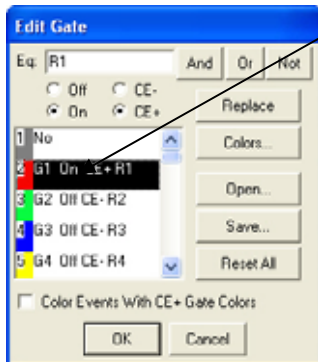 Edit Gate
Eq: R1 And Or Not
Off CE-
On CE+
Replace
Colors...
Open...
Save...
Reset All
1 No
2 G1 On CE+ R1
3 G2 Off CE- R2
4 G3 Off CE- R3
5 G4 Off CE- R4
Color Events With CE+ Gate Colors
OK Cancel